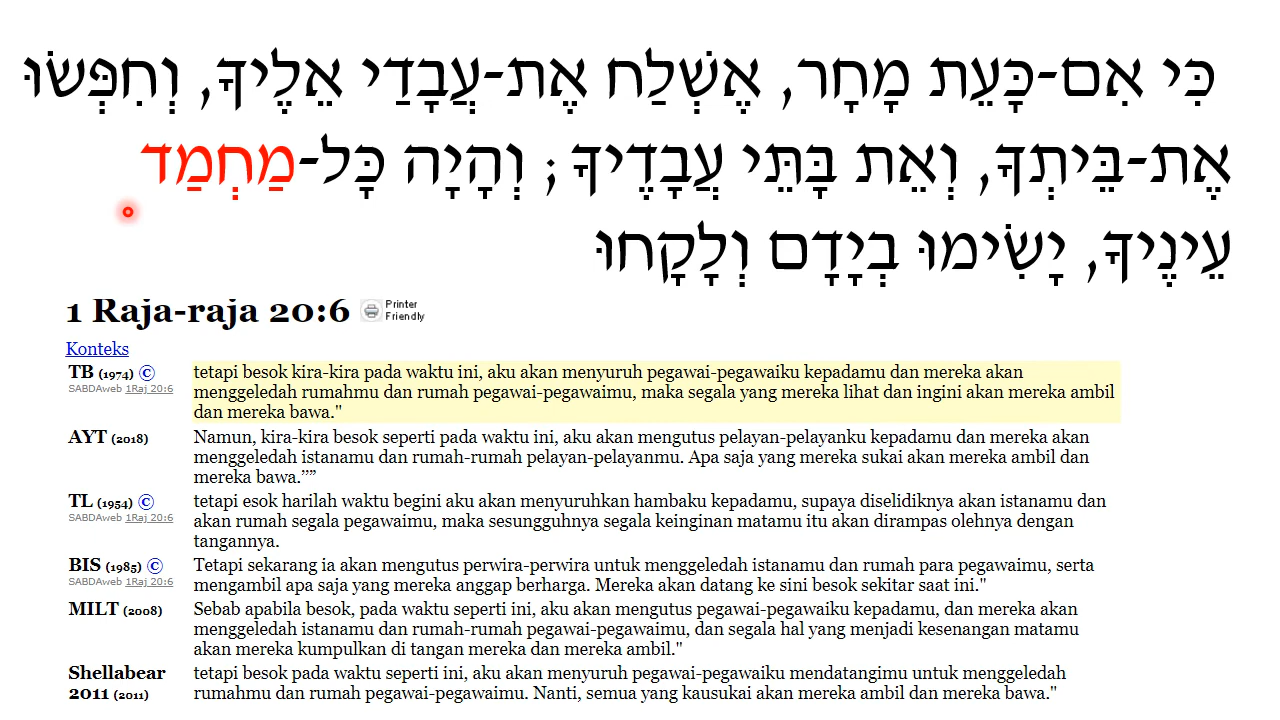 כִּי אִם-כָּעֵת מָחָר, אֶשְׁלַח אֶת-עֲבָדַי אֵלֶיךָ, וְחִפְּשׂוּ
אֶת-בֵּיתְךָ, וְאֵת בָּתֵּי עֲבָדֶיךָ; וְהָיָה כָּל-מַחְמַד
עֵינֶיךָ, יָשִׂימוּ בְיָדָם וְלָקָחוּ
1 Raja-raja 20:6 Printer Friendly
Konteks
TB (1974) © tetapi besok kira-kira pada waktu ini, aku akan menyuruh pegawai-pegawaiku kepadamu dan mereka akan
SABDAweb 1Raj 20:6 menggeledah rumahmu dan rumah pegawai-pegawaimu, maka segala yang mereka lihat dan ingini akan mereka ambil
dan mereka bawa."
AYT (2018) Namun, kira-kira besok seperti pada waktu ini, aku akan mengutus pelayan-pelayanku kepadamu dan mereka akan
menggeledah istanamu dan rumah-rumah pelayan-pelayanmu. Apa saja yang mereka sukai akan mereka ambil dan
mereka bawa.””
TL (1954) © tetapi esok harilah waktu begini aku akan menyuruhkan hambaku kepadamu, supaya diselidiknya akan istanamu dan
SABDAweb 1Raj 20:6 akan rumah segala pegawaimu, maka sesungguhnya segala keinginan matamu itu akan dirampas olehnya dengan
tangannya.
BIS (1985) © Tetapi sekarang ia akan mengutus perwira-perwira untuk menggeledah istanamu dan rumah para pegawaimu, serta
SABDAweb 1Raj 20:6 mengambil apa saja yang mereka anggap berharga. Mereka akan datang ke sini besok sekitar saat ini."
MILT (2008) Sebab apabila besok, pada waktu seperti ini, aku akan mengutus pegawai-pegawaiku kepadamu, dan mereka akan
menggeledah istanamu dan rumah-rumah pegawai-pegawaimu, dan segala hal yang menjadi kesenangan matamu
akan mereka kumpulkan di tangan mereka dan mereka ambil."
Shellabear tetapi besok pada waktu seperti ini, aku akan menyuruh pegawai-pegawaiku mendatangimu untuk menggeledah
2011 (2011) rumahmu dan rumah pegawai-pegawaimu. Nanti, semua yang kausukai akan mereka ambil dan mereka bawa."